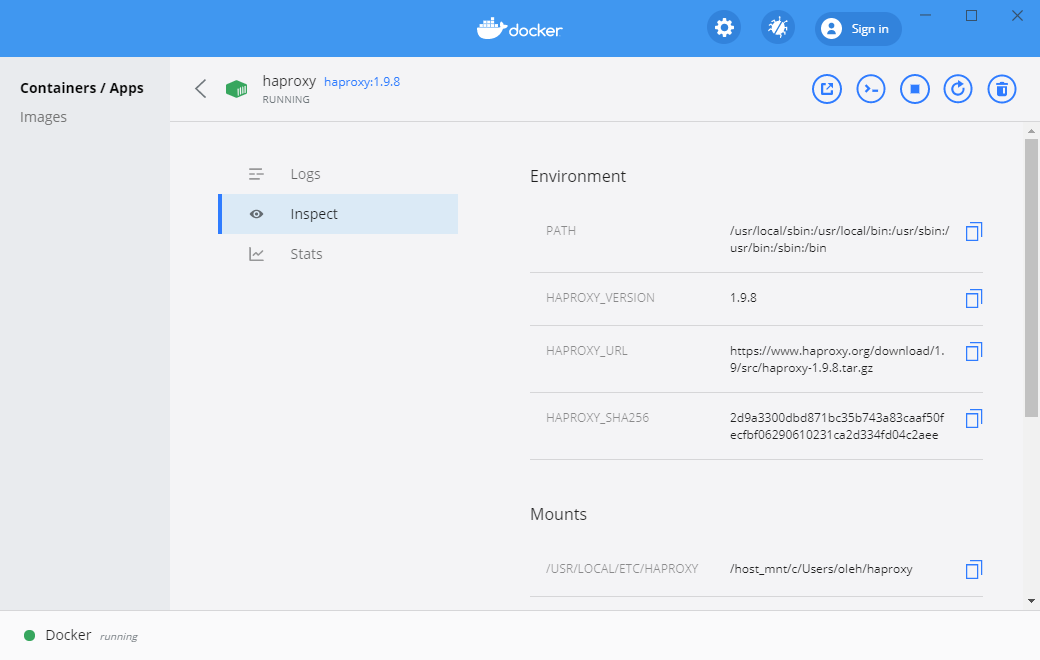 docker
Sign in
Containers / Apps
Images
haproxy haproxy:1.9.8
RUNNING
Logs
Inspect
Stats
Environment
PATH
/usr/local/sbin:/usr/local/bin:/usr/sbin:/
usr/bin:/sbin:/bin
HAPROXY_VERSION 1.9.8
HAPROXY_URL
https://www.haproxy.org/download/1.
9/src/haproxy-1.9.8.tar.gz
HAPROXY_SHA256
2d9a3300dbd871bc35b743a83caaf50f
ecfbf06290610231ca2d334fd04c2aee
Mounts
/USR/LOCAL/ETC/HAPROXY /host_mnt/c/Users/oleh/haproxy
Docker running